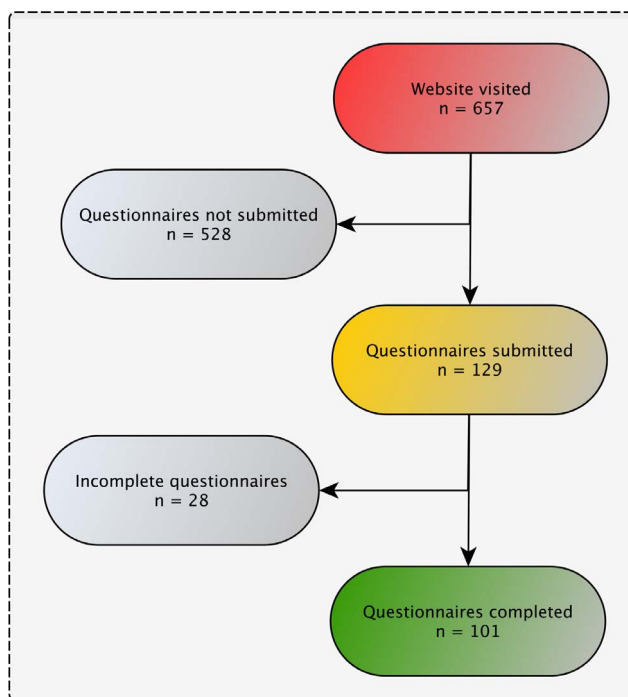 Website visited
n = 657
Questionnaires not submitted
n = 528
Questionnaires submitted
n = 129
Incomplete questionnaires
n = 28
Questionnaires completed
n = 101